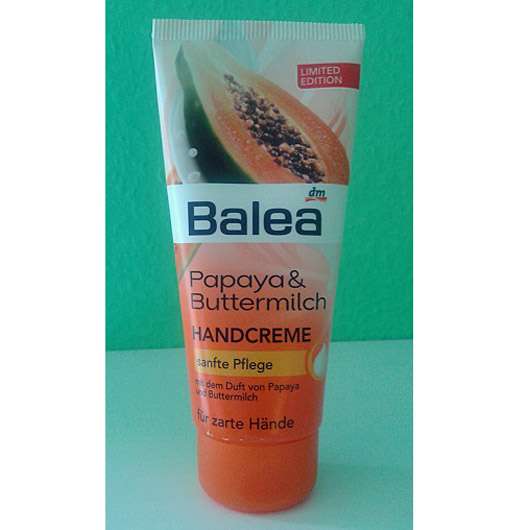 LIMITED
EDITION
dm
Balea
Papaya &
Buttermilch
HANDCREME
sanfte Pflege
mit dem Duft von Papaya
und Buttermilch
für zarte Hände